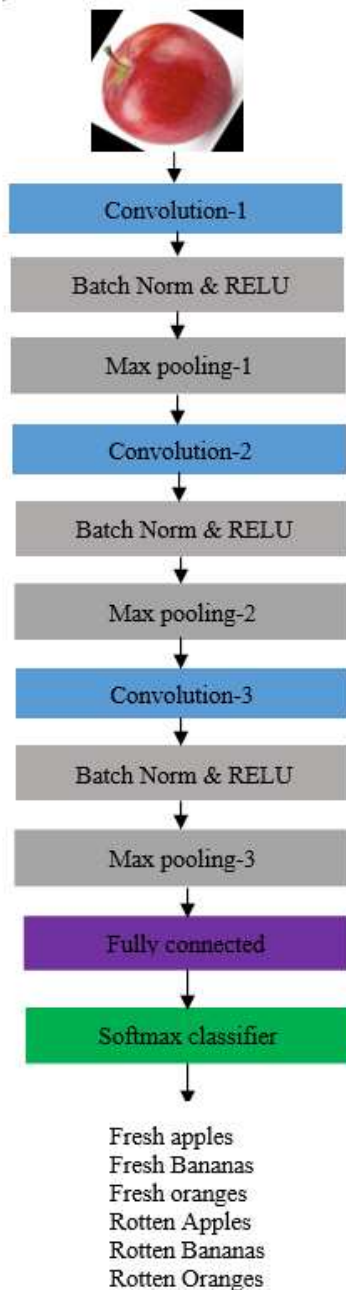 Convolution-1
Batch Norm & RELU
Max pooling-1
Convolution-2
Batch Norm & RELU
Max pooling-2
Convolution-3
Batch Norm & RELU
Max pooling-3
Fully connected
Softmax classifier
Fresh apples
Fresh Bananas
Fresh oranges
Rotten Apples
Rotten Bananas
Rotten Oranges